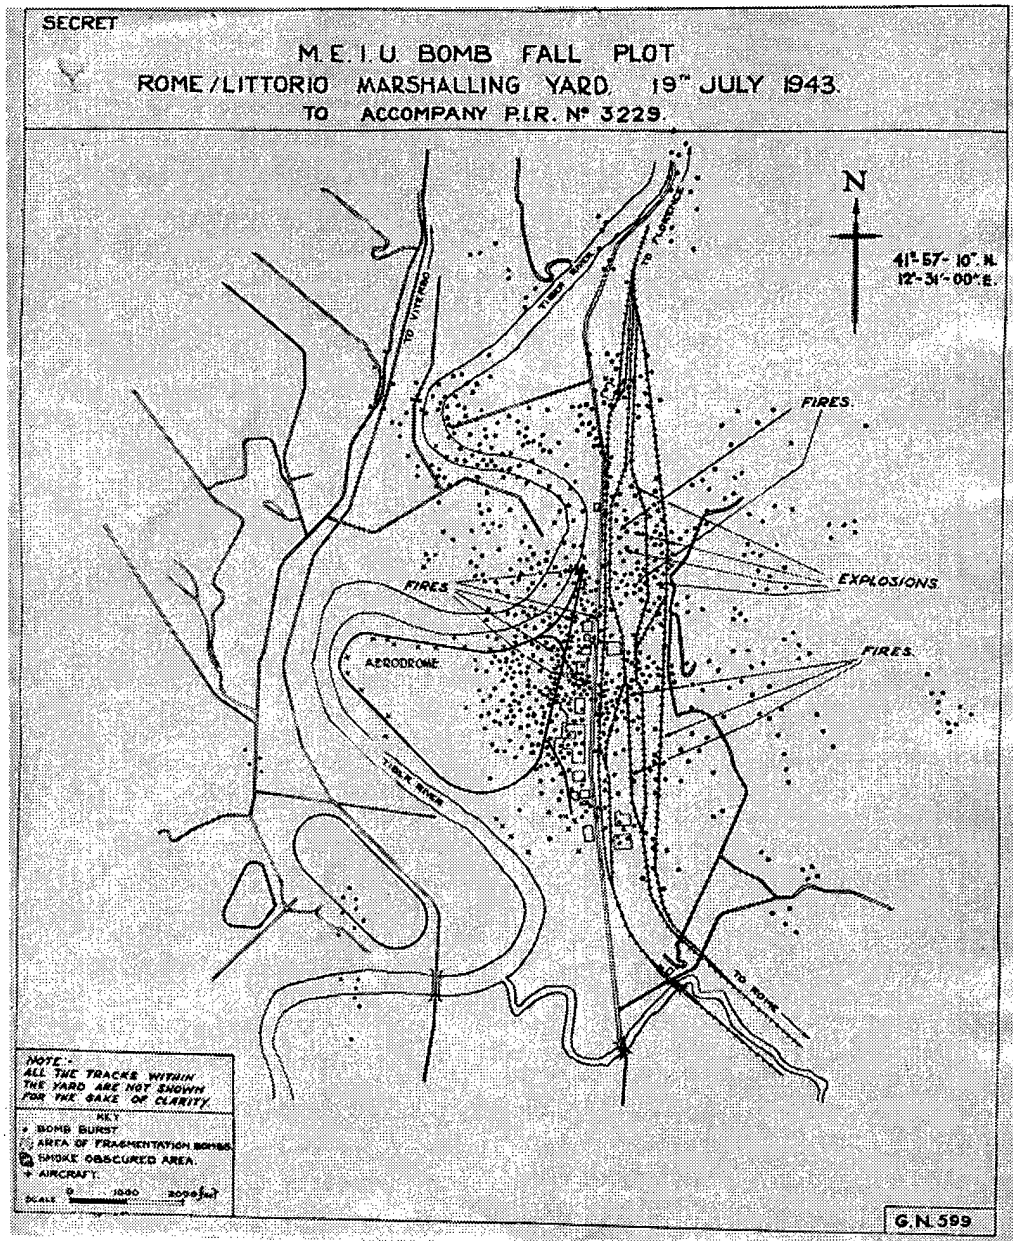 SECRET
M.E.I.U. BOMB FALL PLOT
ROME/LITTORIO MARSHALLING YARD. 19TH JULY 1943.
TO ACCOMPANY P.I.R. Nº 3229.
N
41°-57'-10" N.
12°-31'-00" E.
TO FLORENCE
TIBER RIVER
TO VITERBO
FIRES.
EXPLOSIONS.
FIRES
AERODROME
FIRES.
TIBER RIVER
TO ROME
NOTE:-
ALL THE TRACKS WITHIN
THE YARD ARE NOT SHOWN
FOR THE SAKE OF CLARITY.
KEY
BOMB BURST
AREA OF FRAGMENTATION BOMBS.
SMOKE OBSCURED AREA.
+ AIRCRAFT.
SCALE 0 1000 2000 feet
G.N. 599